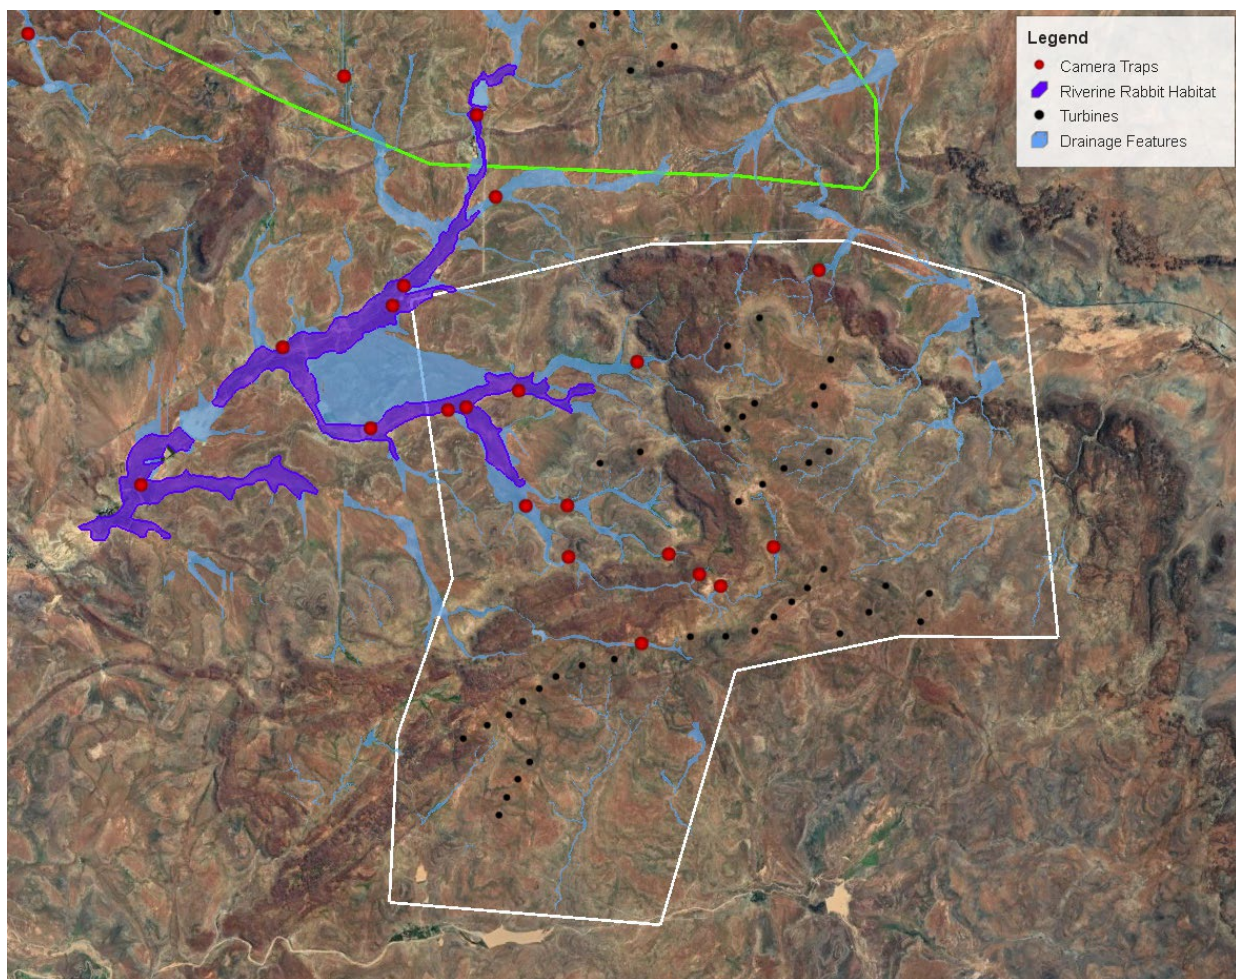 Legend
Camera Traps
Riverine Rabbit Habitat
Turbines
Drainage Features